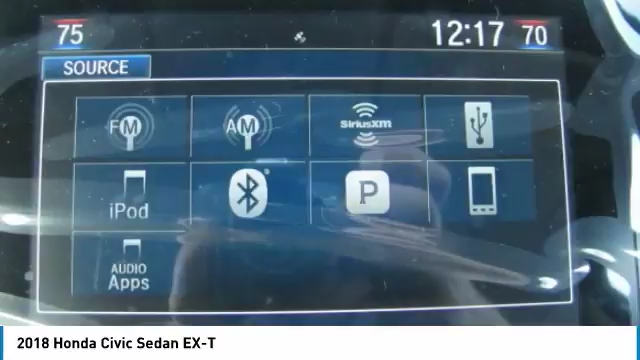 75
12:17 70
SOURCE
FM
AM
SiriusXM
iPod
P
AUDIO
Apps
2018 Honda Civic Sedan EX-T